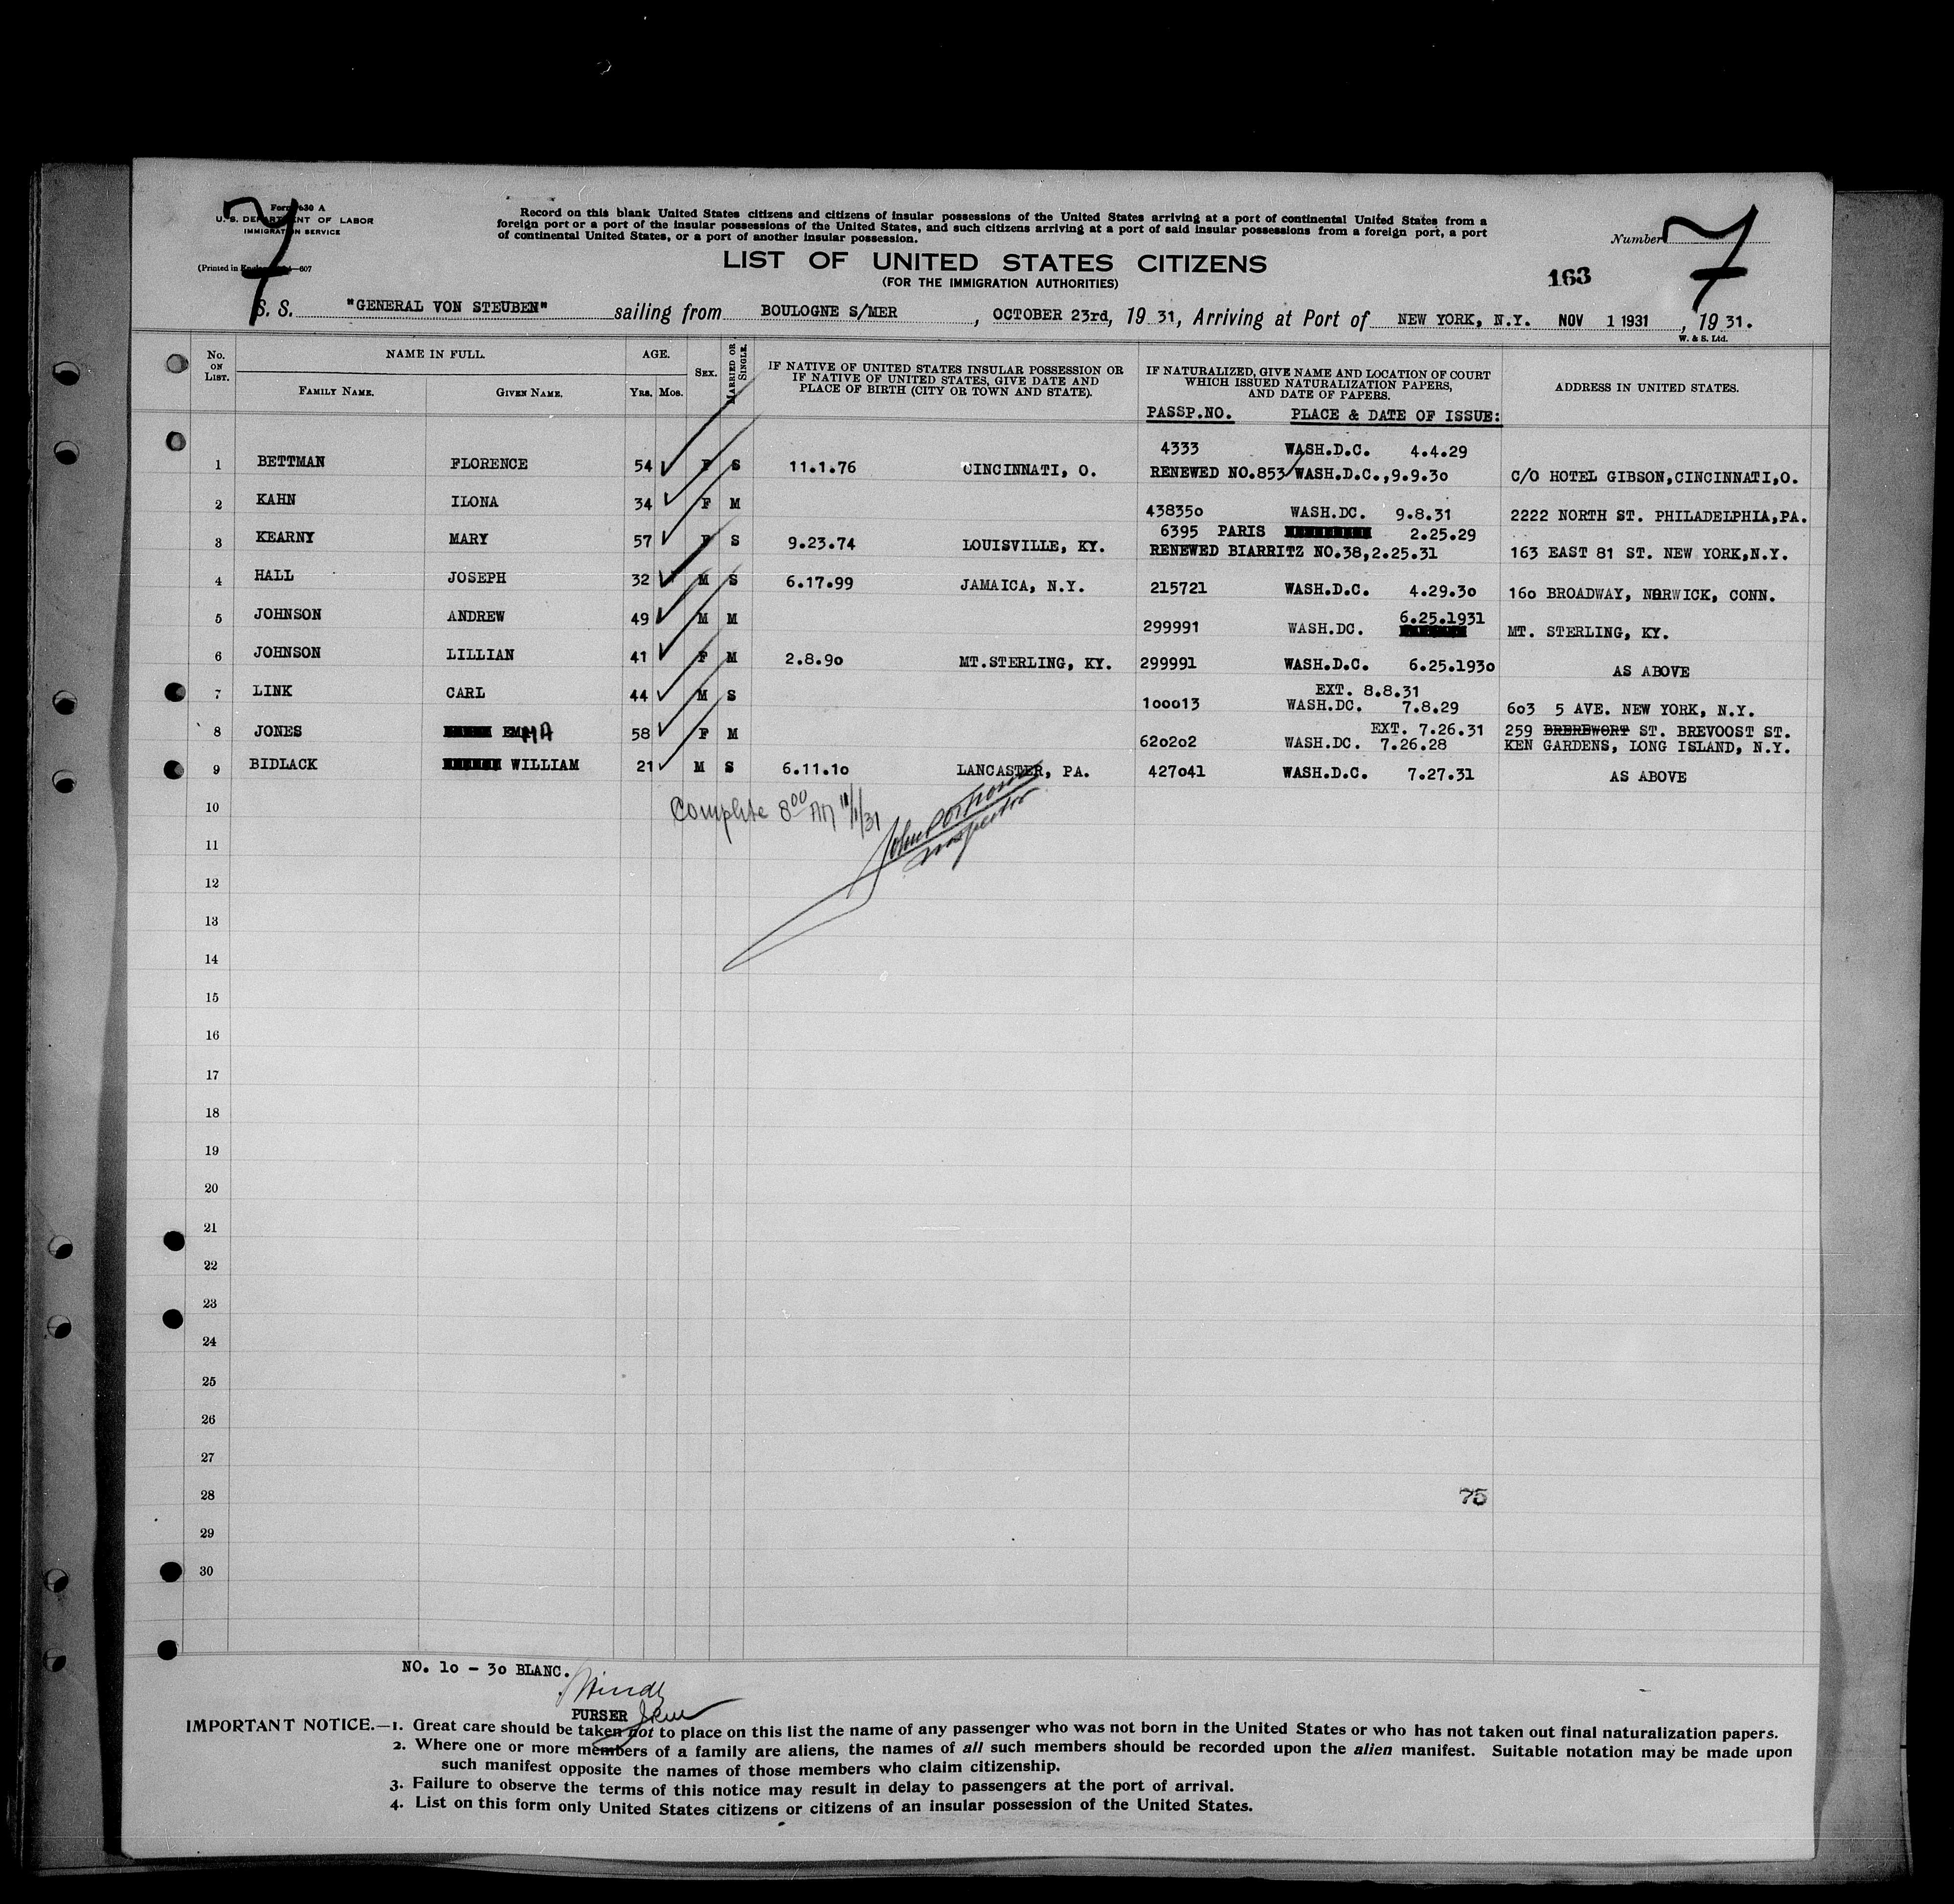 Form 630 A
U. S. DEPARTMENT OF LABOR
IMMIGRATION SERVICE
(Printed in England) 4—607
7
Record on this blank United States citizens and citizens of insular possessions of the United States arriving at a port of continental United States from a
foreign port or a port of the insular possessions of the United States, and such citizens arriving at a port of said insular possessions from a foreign port, a port
of continental United States, or a port of another insular possession.
Number 7
LIST OF UNITED STATES CITIZENS
(FOR THE IMMIGRATION AUTHORITIES)
163
S. S. "GENERAL VON STEUBEN" sailing from BOULOGNE S/MER, OCTOBER 23rd, 19 31, Arriving at Port of NEW YORK, N.Y. NOV 1 1931, 19 31.
W. & S. Ltd.
No. ON LIST. NAME IN FULL. AGE. SEX. MARRIED OR SINGLE. IF NATIVE OF UNITED STATES INSULAR POSSESSION OR IF NATIVE OF UNITED STATES, GIVE DATE AND PLACE OF BIRTH (CITY OR TOWN AND STATE). IF NATURALIZED, GIVE NAME AND LOCATION OF COURT WHICH ISSUED NATURALIZATION PAPERS, AND DATE OF PAPERS. ADDRESS IN UNITED STATES.
FAMILY NAME. GIVEN NAME. YRS. MOS.
PASSP.NO. PLACE & DATE OF ISSUE:
4333 WASH.D.C. 4.4.29
1 BETTMAN FLORENCE 54 F S 11.1.76 CINCINNATI, O. RENEWED NO.853 WASH.D.C.,9.9.30 C/O HOTEL GIBSON,CINCINNATI,O.
2 KAHN ILONA 34 F M 438350 WASH.DC. 9.8.31 2222 NORTH ST. PHILADELPHIA,PA.
6395 PARIS 2.25.29
3 KEARNY MARY 57 F S 9.23.74 LOUISVILLE, KY. RENEWED BIARRITZ NO.38,2.25.31 163 EAST 81 ST. NEW YORK,N.Y.
4 HALL JOSEPH 32 M S 6.17.99 JAMAICA, N.Y. 215721 WASH.D.C. 4.29.30 160 BROADWAY, NORWICK, CONN.
6.25.1931
5 JOHNSON ANDREW 49 M M 299991 WASH.DC. MT. STERLING, KY.
6 JOHNSON LILLIAN 41 F M 2.8.90 MT.STERLING, KY. 299991 WASH.D.C. 6.25.1930 AS ABOVE
EXT. 8.8.31
7 LINK CARL 44 M S 100013 WASH.DC. 7.8.29 603 5 AVE. NEW YORK, N.Y.
EXT. 7.26.31 259 BREREWORT ST. BREVOOST ST.
8 JONES EMMA 58 F M 620202 WASH.DC. 7.26.28 KEN GARDENS, LONG ISLAND, N.Y.
9 BIDLACK WILLIAM 21 M S 6.11.10 LANCASTER, PA. 427041 WASH.D.C. 7.27.31 AS ABOVE
Complete 8 00 AM 11/1/31
Inspector
10
11
12
13
14
15
16
17
18
19
20
21
22
23
24
25
26
27
28
75
29
30
NO. 10 - 30 BLANC.
PURSER
IMPORTANT NOTICE.—1. Great care should be taken not to place on this list the name of any passenger who was not born in the United States or who has not taken out final naturalization papers.
2. Where one or more members of a family are aliens, the names of all such members should be recorded upon the alien manifest. Suitable notation may be made upon
such manifest opposite the names of those members who claim citizenship.
3. Failure to observe the terms of this notice may result in delay to passengers at the port of arrival.
4. List on this form only United States citizens or citizens of an insular possession of the United States.